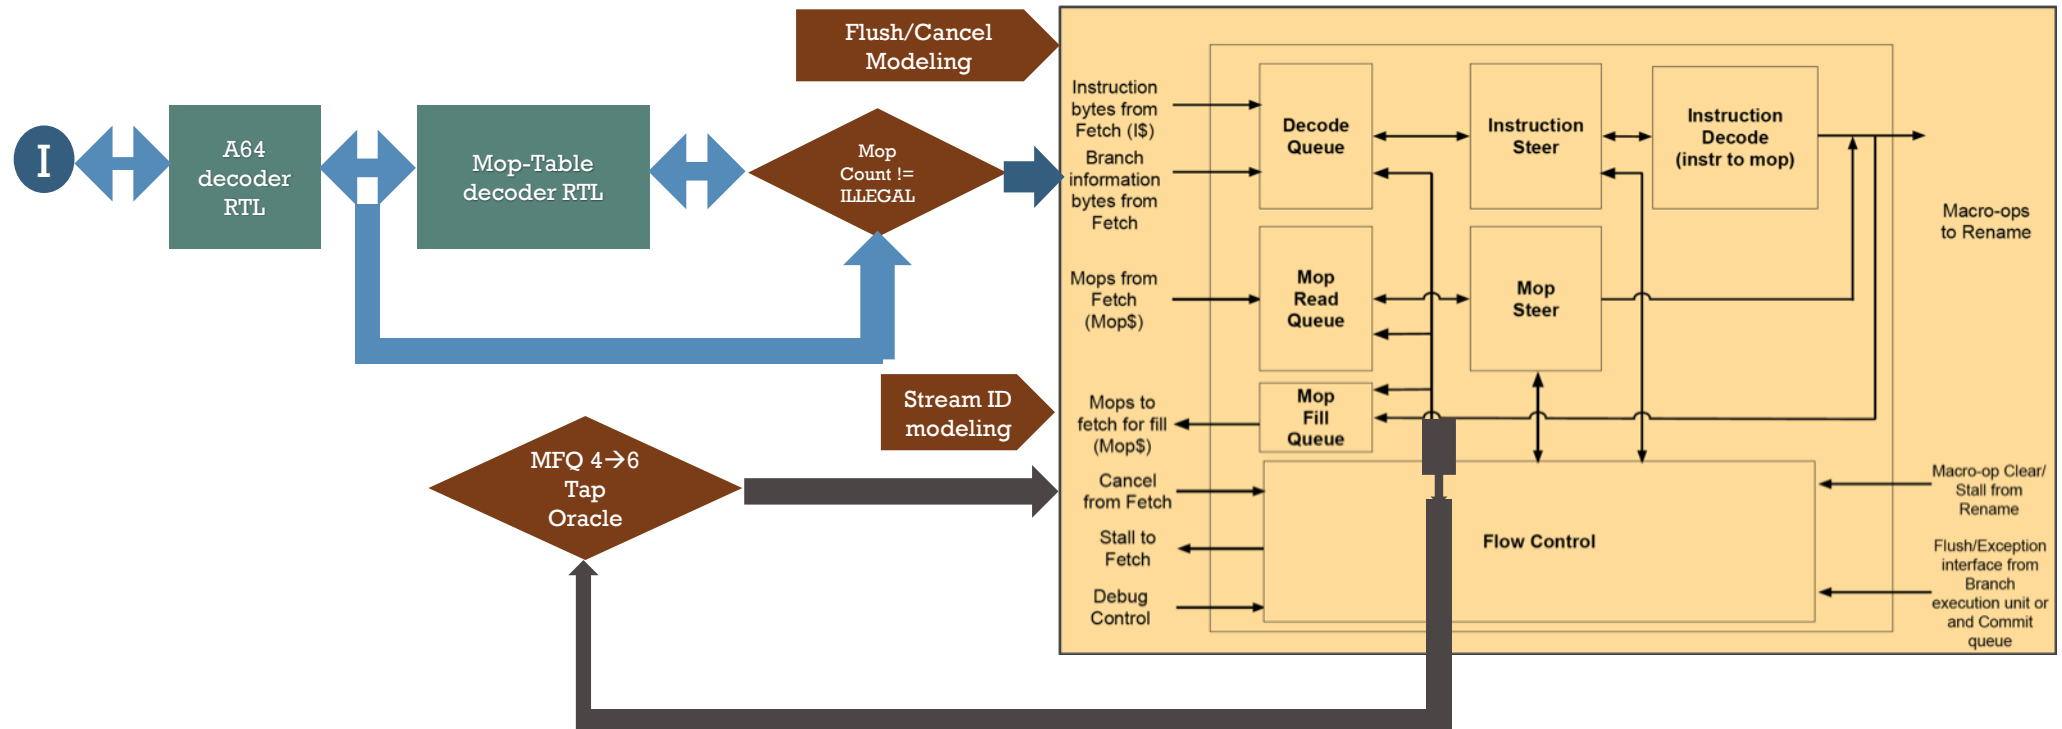 Flush/Cancel
Modeling
I
A64
decoder
RTL
Mop-Table
decoder RTL
Mop
Count !=
ILLEGAL
Stream ID
modeling
MFQ 4→6
Tap
Oracle
Instruction
bytes from
Fetch (I$)
Branch
information
bytes from
Fetch
Mops from
Fetch
(Mop$)
Mops to
fetch for fill
(Mop$)
Cancel
from Fetch
Stall to
Fetch
Debug
Control
Decode
Queue
Instruction
Steer
Instruction
Decode
(instr to mop)
Mop
Read
Queue
Mop
Steer
Mop
Fill
Queue
Flow Control
Macro-ops
to Rename
Macro-op Clear/
Stall from
Rename
Flush/Exception
interface from
Branch
execution unit or
and Commit
queue